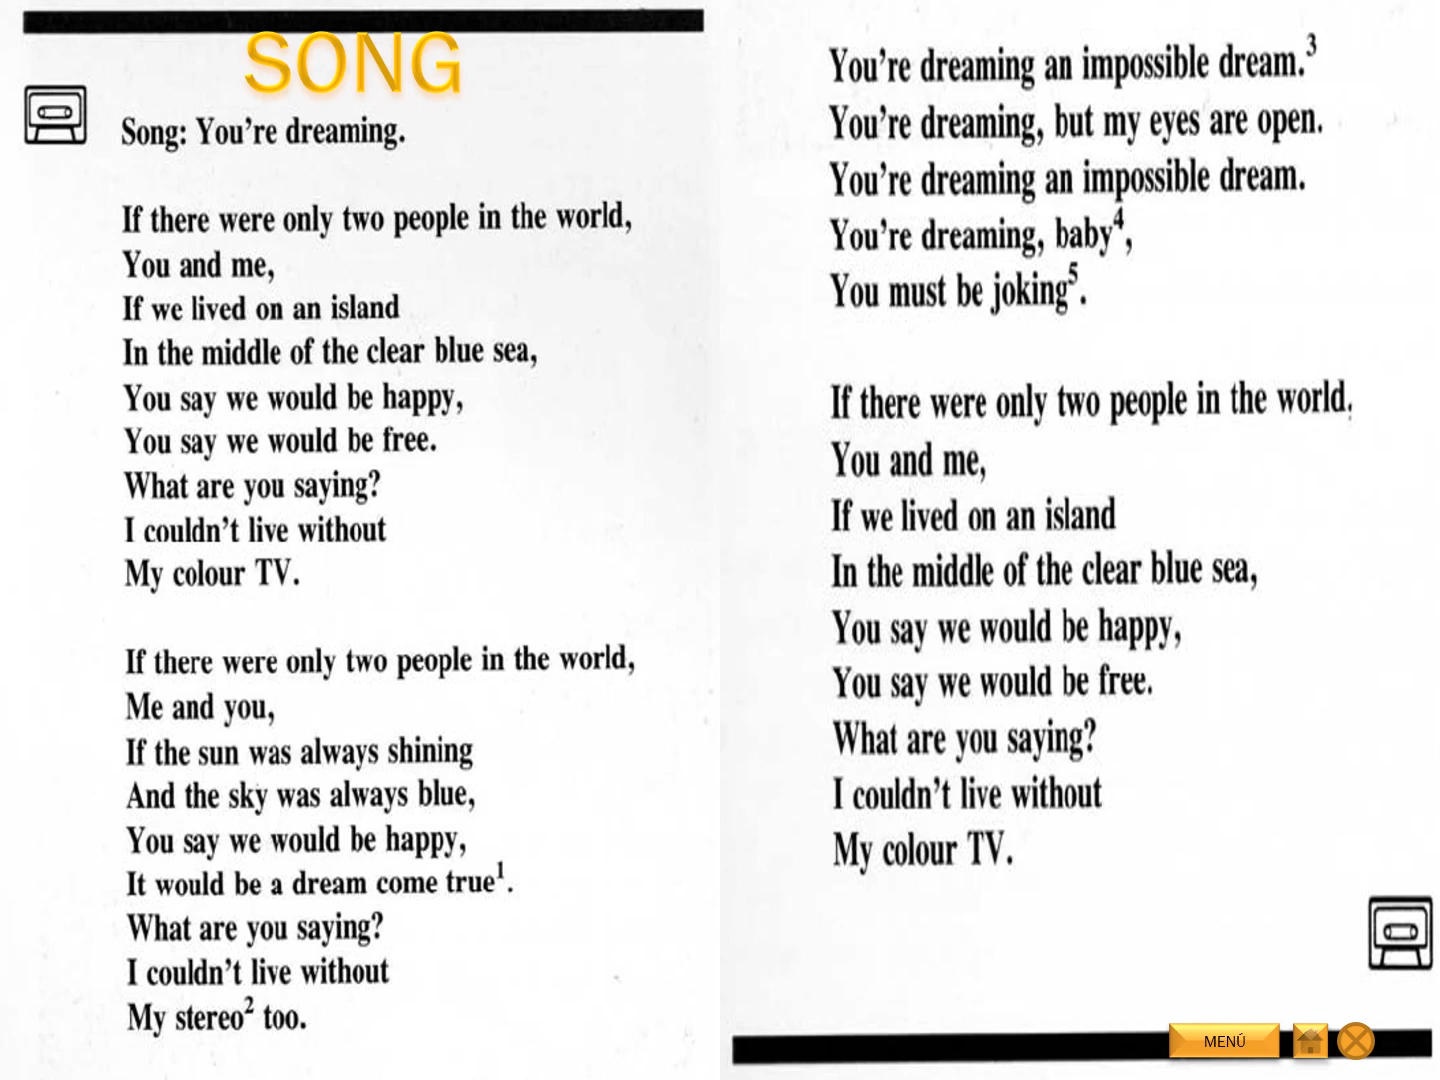 SONG
Song: You're dreaming.
If there were only two people in the world,
You and me,
If we lived on an island
In the middle of the clear blue sea,
You say we would be happy,
You say we would be free.
What are you saying?
I couldn't live without
My colour TV.
If there were only two people in the world,
Me and you,
If the sun was always shining
And the sky was always blue,
You say we would be happy,
It would be a dream come true¹.
What are you saying?
I couldn't live without
My stereo² too.
You're dreaming an impossible dream.³
You're dreaming, but my eyes are open.
You're dreaming an impossible dream.
You're dreaming, baby⁴,
You must be joking⁵.
If there were only two people in the world,
You and me,
If we lived on an island
In the middle of the clear blue sea,
You say we would be happy,
You say we would be free.
What are you saying?
I couldn't live without
My colour TV.
MENÚ